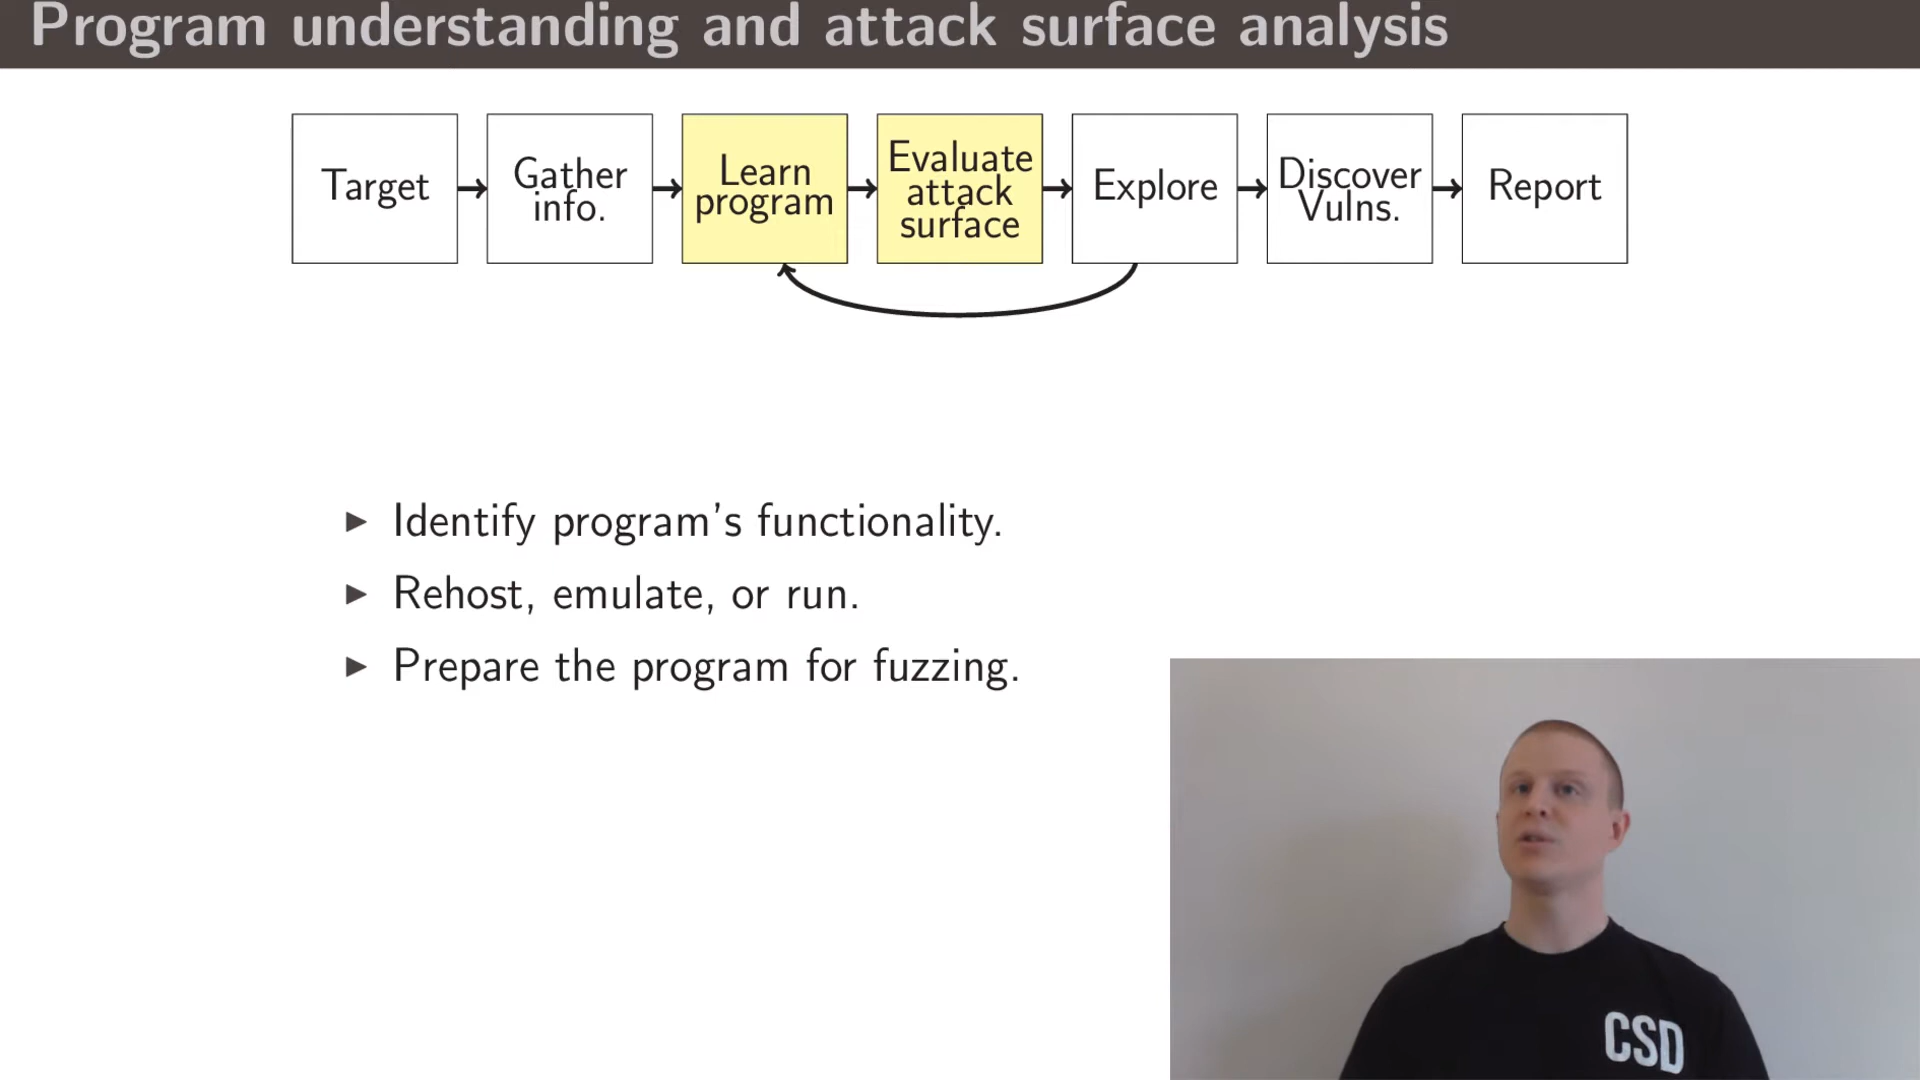 Program understanding and attack surface analysis
Target
Gather
info.
Learn
program
Evaluate
attack
surface
Explore
Discover
Vulns.
Report
Identify program's functionality.
Rehost, emulate, or run.
Prepare the program for fuzzing.
CSD